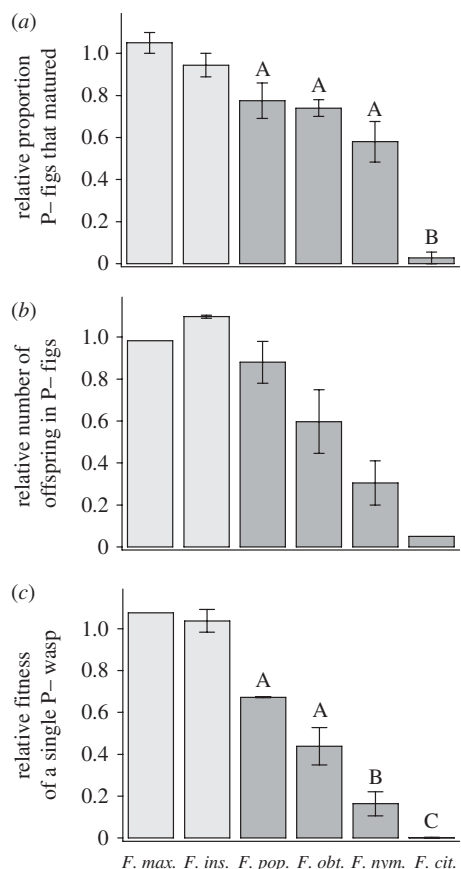 (a)
relative proportion
P– figs that matured
1.0
0.8
0.6
0.4
0.2
0
A
A
A
B
(b)
relative number of
offspring in P– figs
1.0
0.8
0.6
0.4
0.2
0
(c)
relative fitness
of a single P– wasp
1.0
0.8
0.6
0.4
0.2
0
A
A
B
C
F. max. F. ins. F. pop. F. obt. F. nym. F. cit.